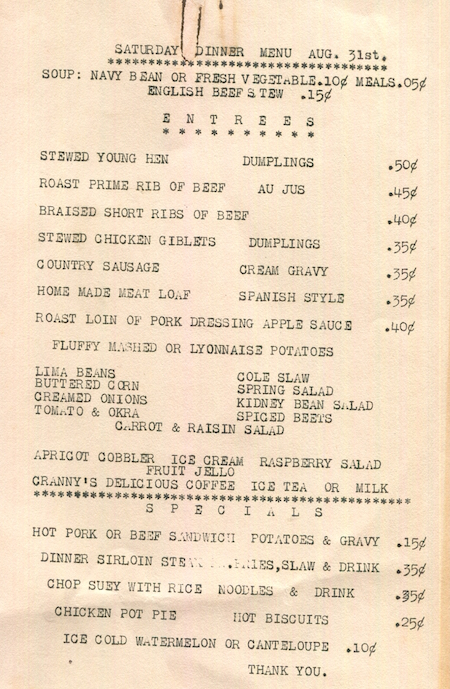 SATURDAY DINNER MENU AUG. 31st.
*****************************************
SOUP: NAVY BEAN OR FRESH VEGETABLE.10¢ MEALS.05¢
ENGLISH BEEF STEW .15¢
E N T R E E S
* * * * * * * * *
STEWED YOUNG HEN DUMPLINGS .50¢
ROAST PRIME RIB OF BEEF AU JUS .45¢
BRAISED SHORT RIBS OF BEEF .40¢
STEWED CHICKEN GIBLETS DUMPLINGS .35¢
COUNTRY SAUSAGE CREAM GRAVY .35¢
HOME MADE MEAT LOAF SPANISH STYLE .35¢
ROAST LOIN OF PORK DRESSING APPLE SAUCE .40¢
FLUFFY MASHED OR LYONNAISE POTATOES
LIMA BEANS COLE SLAW
BUTTERED CORN SPRING SALAD
CREAMED ONIONS KIDNEY BEAN SALAD
TOMATO & OKRA SPICED BEETS
CARROT & RAISIN SALAD
APRICOT COBBLER ICE CREAM RASPBERRY SALAD
FRUIT JELLO
GRANNY'S DELICIOUS COFFEE ICE TEA OR MILK
******************************************************
S P E C I A L S
HOT PORK OR BEEF SANDWICH POTATOES & GRAVY .15¢
DINNER SIRLOIN FRIES,SLAW & DRINK .35¢
CHOP SUEY WITH RICE NOODLES & DRINK .35¢
CHICKEN POT PIE HOT BISCUITS .25¢
ICE COLD WATERMELON OR CANTELOUPE .10¢
THANK YOU.